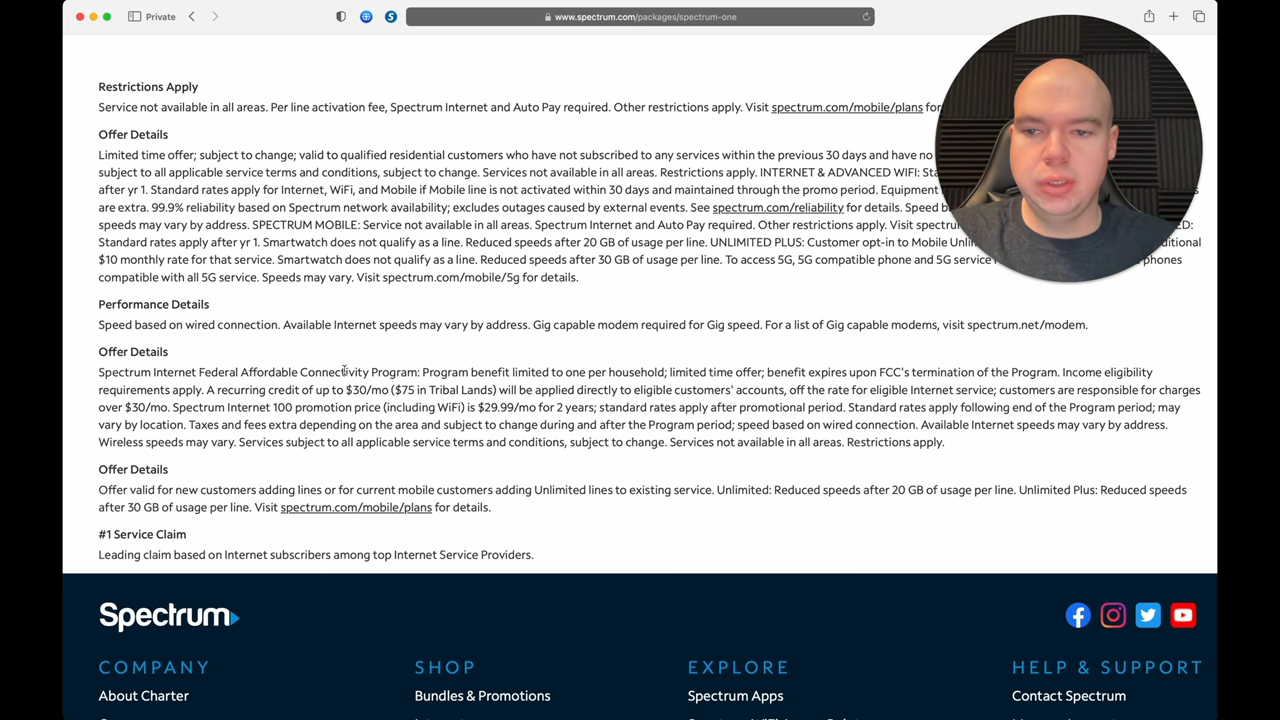 Private
www.spectrum.com/packages/spectrum-one
Restrictions Apply
Service not available in all areas. Per line activation fee, Spectrum Internet and Auto Pay required. Other restrictions apply. Visit spectrum.com/mobile/plans for
Offer Details
Limited time offer; subject to change; valid to qualified residential customers who have not subscribed to any services within the previous 30 days and have no
subject to all applicable service terms and conditions, subject to change. Services not available in all areas. Restrictions apply. INTERNET & ADVANCED WIFI:
after yr 1. Standard rates apply for Internet, WiFi, and Mobile if Mobile line is not activated within 30 days and maintained through the promo period. Equipment
are extra. 99.9% reliability based on Spectrum network availability; excludes outages caused by external events. See spectrum.com/reliability for details. Speed
speeds may vary by address. SPECTRUM MOBILE: Service not available in all areas. Spectrum Internet and Auto Pay required. Other restrictions apply. Visit
Standard rates apply after yr 1. Smartwatch does not qualify as a line. Reduced speeds after 20 GB of usage per line. UNLIMITED PLUS: Customer opt-in to Mobile
$10 monthly rate for that service. Smartwatch does not qualify as a line. Reduced speeds after 30 GB of usage per line. To access 5G, 5G compatible phone and 5G service phones
compatible with all 5G service. Speeds may vary. Visit spectrum.com/mobile/5g for details.
Performance Details
Speed based on wired connection. Available Internet speeds may vary by address. Gig capable modem required for Gig speed. For a list of Gig capable modems, visit spectrum.net/modem.
Offer Details
Spectrum Internet Federal Affordable Connectivity Program: Program benefit limited to one per household; limited time offer; benefit expires upon FCC's termination of the Program. Income eligibility
requirements apply. A recurring credit of up to $30/mo ($75 in Tribal Lands) will be applied directly to eligible customers' accounts, off the rate for eligible Internet service; customers are responsible for charges
over $30/mo. Spectrum Internet 100 promotion price (including WiFi) is $29.99/mo for 2 years; standard rates apply after promotional period. Standard rates apply following end of the Program period; may
vary by location. Taxes and fees extra depending on the area and subject to change during and after the Program period; speed based on wired connection. Available Internet speeds may vary by address.
Wireless speeds may vary. Services subject to all applicable service terms and conditions, subject to change. Services not available in all areas. Restrictions apply.
Offer Details
Offer valid for new customers adding lines or for current mobile customers adding Unlimited lines to existing service. Unlimited: Reduced speeds after 20 GB of usage per line. Unlimited Plus: Reduced speeds
after 30 GB of usage per line. Visit spectrum.com/mobile/plans for details.
#1 Service Claim
Leading claim based on Internet subscribers among top Internet Service Providers.
Spectrum
COMPANY SHOP EXPLORE HELP & SUPPORT
About Charter Bundles & Promotions Spectrum Apps Contact Spectrum